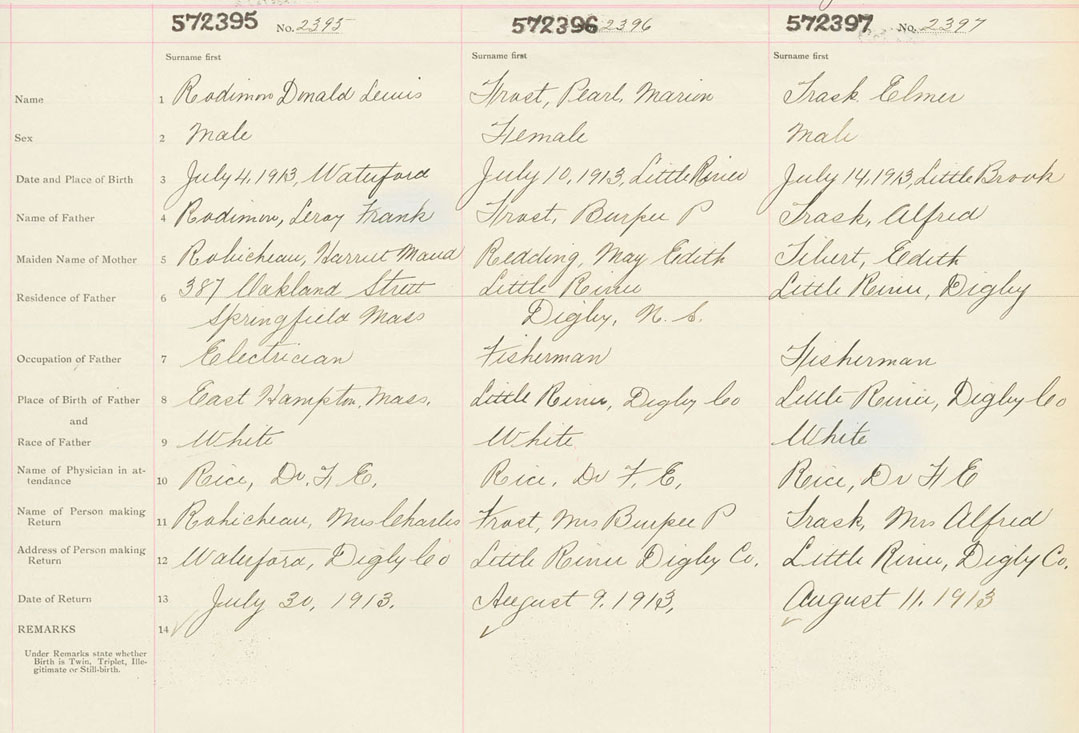 572395 No. 2395 572396 2396 572397 No. 2397
Surname first Surname first Surname first
Name 1 Rodimon Donald Lewis Frost, Pearl, Marion Trask Elmer
Sex 2 Male Female Male
Date and Place of Birth 3 July 4, 1913, Waterford July 10, 1913, Little River July 14, 1913, Little Brook
Name of Father 4 Rodimon, Leroy Frank Frost, Burpee P Trask, Alfred
Maiden Name of Mother 5 Robicheau, Harriet Maud Redding, May Edith Tibert, Edith
Residence of Father 6 387 Oakland Street Little River Little River, Digby
Springfield Mass Digby, N. S.
Occupation of Father 7 Electrician Fisherman Fisherman
Place of Birth of Father 8 East Hampton, Mass. Little River, Digby Co Little River, Digby Co
and
Race of Father 9 White White White
Name of Physician in at-
tendance 10 Rice, Dr. F. E. Rice, Dr F. E. Rice, Dr F E
Name of Person making
Return 11 Robicheau, Mrs Charles Frost, Mrs Burpee P Trask, Mrs Alfred
Address of Person making
Return 12 Waterford, Digby Co Little River Digby Co. Little River, Digby Co.
Date of Return 13 July 30, 1913. August 9, 1913, August 11, 1913
REMARKS 14
Under Remarks state whether
Birth is Twin, Triplet, Ille-
gitimate or Still-birth.